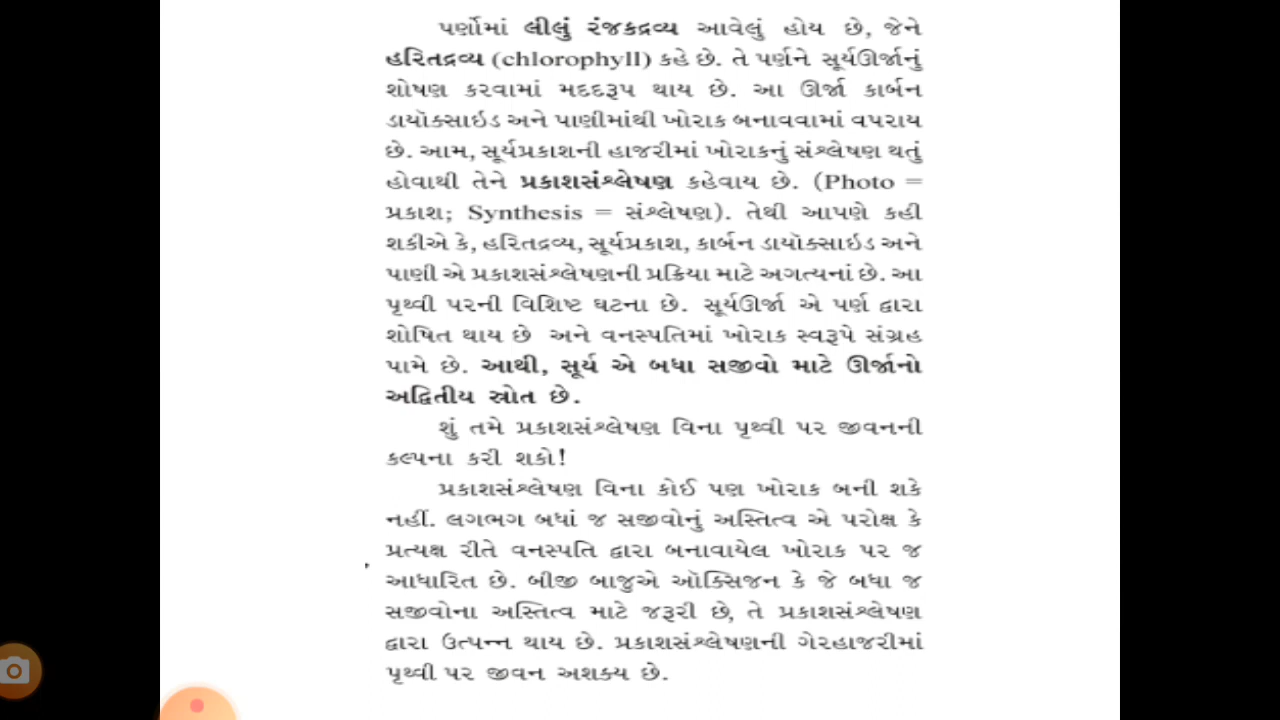 પર્ણોમાં લીલું રંજકદ્રવ્ય આવેલું હોય છે, જેને
હરિતદ્રવ્ય (chlorophyll) કહે છે. તે પર્ણને સૂર્યઊર્જાનું
શોષણ કરવામાં મદદરૂપ થાય છે. આ ઊર્જા કાર્બન
ડાયૉક્સાઇડ અને પાણીમાંથી ખોરાક બનાવવામાં વપરાય
છે. આમ, સૂર્યપ્રકાશની હાજરીમાં ખોરાકનું સંશ્લેષણ થતું
હોવાથી તેને પ્રકાશસંશ્લેષણ કહેવાય છે. (Photo =
પ્રકાશ; Synthesis = સંશ્લેષણ). તેથી આપણે કહી
શકીએ કે, હરિતદ્રવ્ય, સૂર્યપ્રકાશ, કાર્બન ડાયૉક્સાઇડ અને
પાણી એ પ્રકાશસંશ્લેષણની પ્રક્રિયા માટે અગત્યનાં છે. આ
પૃથ્વી પરની વિશિષ્ટ ઘટના છે. સૂર્યઊર્જા એ પર્ણ દ્વારા
શોષિત થાય છે અને વનસ્પતિમાં ખોરાક સ્વરૂપે સંગ્રહ
પામે છે. આથી, સૂર્ય એ બધા સજીવો માટે ઊર્જાનો
અદ્વિતીય સ્રોત છે.
શું તમે પ્રકાશસંશ્લેષણ વિના પૃથ્વી પર જીવનની
કલ્પના કરી શકો!
પ્રકાશસંશ્લેષણ વિના કોઈ પણ ખોરાક બની શકે
નહીં. લગભગ બધાં જ સજીવોનું અસ્તિત્વ એ પરોક્ષ કે
પ્રત્યક્ષ રીતે વનસ્પતિ દ્વારા બનાવાયેલ ખોરાક પર જ
આધારિત છે. બીજી બાજુએ ઑક્સિજન કે જે બધા જ
સજીવોના અસ્તિત્વ માટે જરૂરી છે, તે પ્રકાશસંશ્લેષણ
દ્વારા ઉત્પન્ન થાય છે. પ્રકાશસંશ્લેષણની ગેરહાજરીમાં
પૃથ્વી પર જીવન અશક્ય છે.